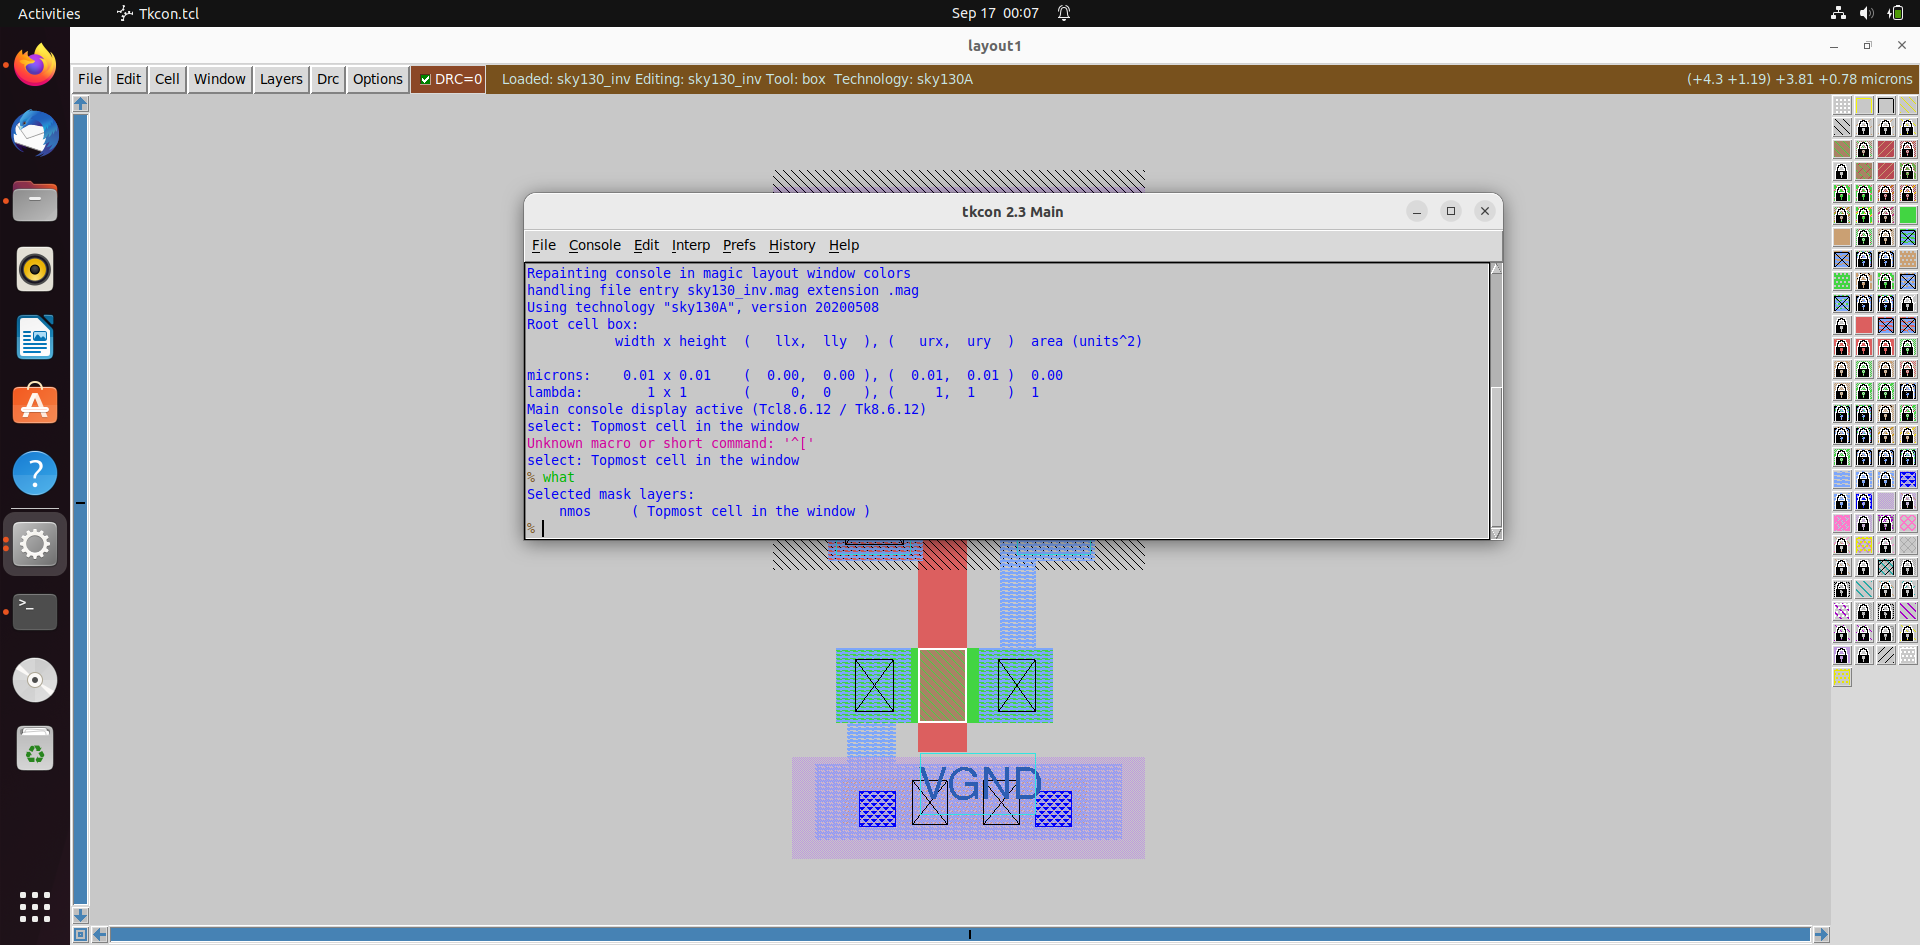 Activities Tkcon.tcl Sep 17 00:07
layout1
File Edit Cell Window Layers Drc Options DRC=0 Loaded: sky130_inv Editing: sky130_inv Tool: box Technology: sky130A (+4.3 +1.19) +3.81 +0.78 microns
tkcon 2.3 Main
File Console Edit Interp Prefs History Help
Repainting console in magic layout window colors
handling file entry sky130_inv.mag extension .mag
Using technology "sky130A", version 20200508
Root cell box:
width x height ( llx, lly ), ( urx, ury ) area (units^2)
microns: 0.01 x 0.01 ( 0.00, 0.00 ), ( 0.01, 0.01 ) 0.00
lambda: 1 x 1 ( 0, 0 ), ( 1, 1 ) 1
Main console display active (Tcl8.6.12 / Tk8.6.12)
select: Topmost cell in the window
Unknown macro or short command: '^['
select: Topmost cell in the window
% what
Selected mask layers:
nmos ( Topmost cell in the window )
%
VGND